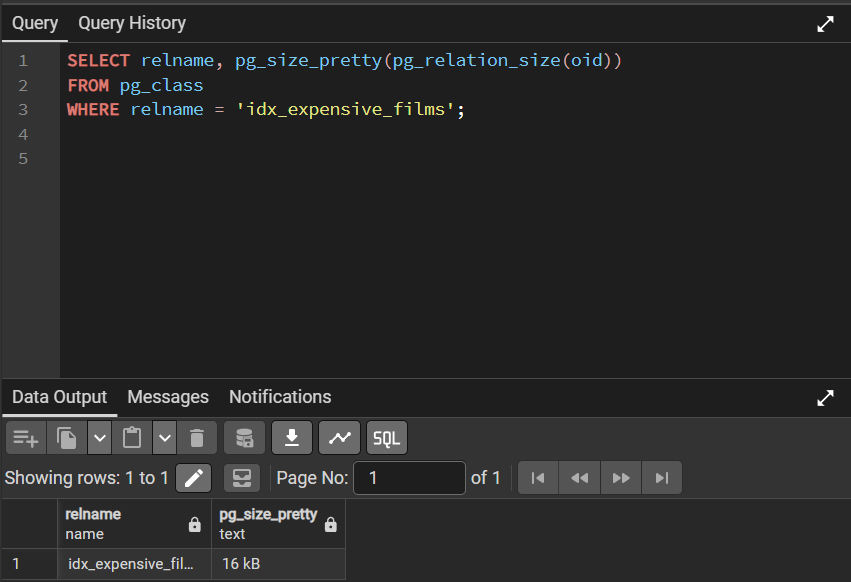 Query Query History
1 SELECT relname, pg_size_pretty(pg_relation_size(oid))
2 FROM pg_class
3 WHERE relname = 'idx_expensive_films';
4
5
Data Output Messages Notifications
SQL
Showing rows: 1 to 1 Page No: 1 of 1
relname pg_size_pretty
name text
1 idx_expensive_fil... 16 kB